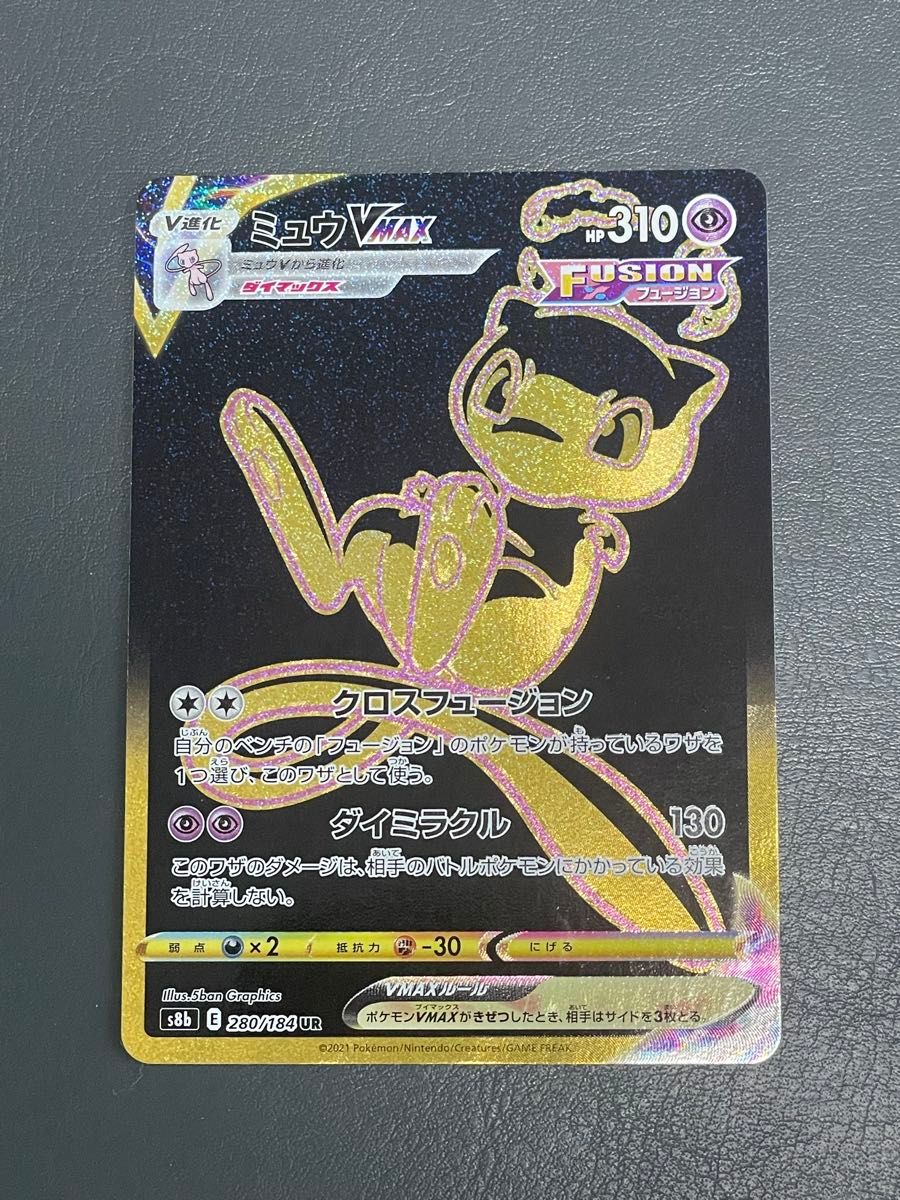 V進化
ミュウVMAX
ミュウVから進化
ダイマックス
HP310
FUSION
フュージョン
クロスフュージョン
自分のベンチの「フュージョン」のポケモンが持っているワザを
1つ選び、このワザとして使う。
ダイミラクル 130
このワザのダメージは、相手のバトルポケモンにかかっている効果
を計算しない。
弱点 ×2 抵抗力 -30 にげる
VMAXルール
ポケモンVMAXがきぜつしたとき、相手はサイドを3枚とる。
Illus.5ban Graphics
s8b E 280/184 UR
©2021 Pokémon/Nintendo/Creatures/GAME FREAK.